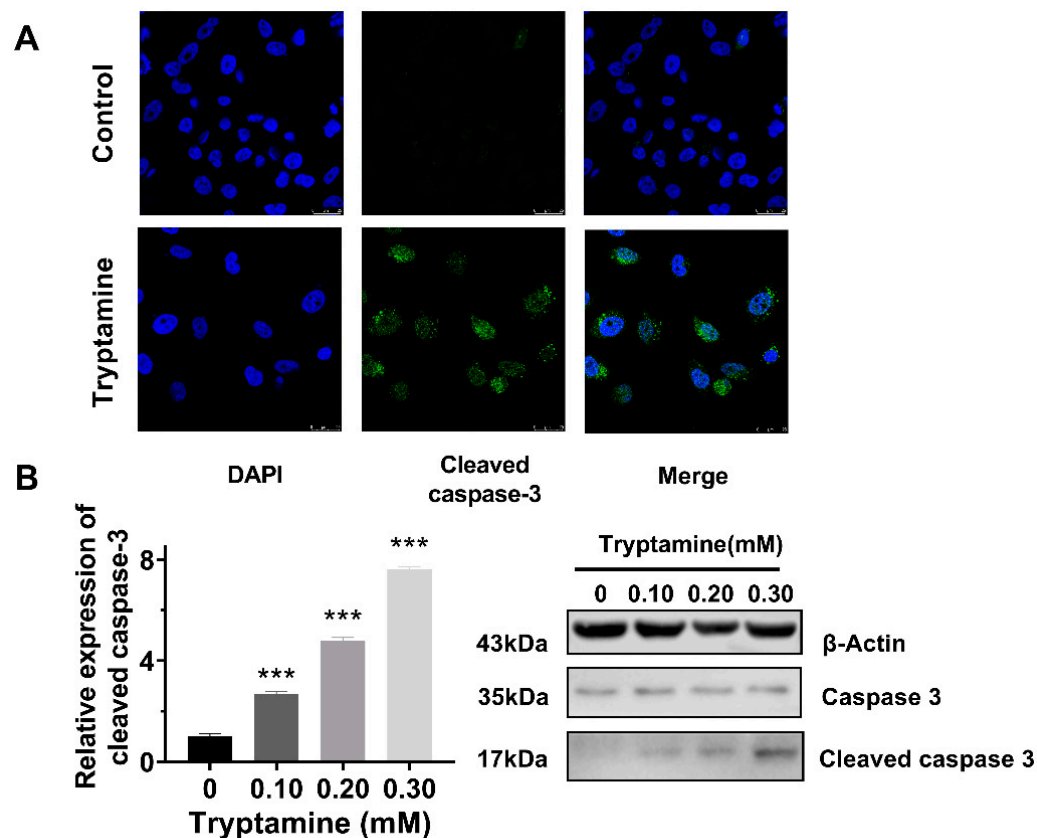 A
Control
Tryptamine
DAPI
Cleaved
caspase-3
Merge
B
Relative expression of
cleaved caspase-3
8
4
0
***
***
***
0 0.10 0.20 0.30
Tryptamine (mM)
Tryptamine(mM)
0 0.10 0.20 0.30
43kDa β-Actin
35kDa Caspase 3
17kDa Cleaved caspase 3